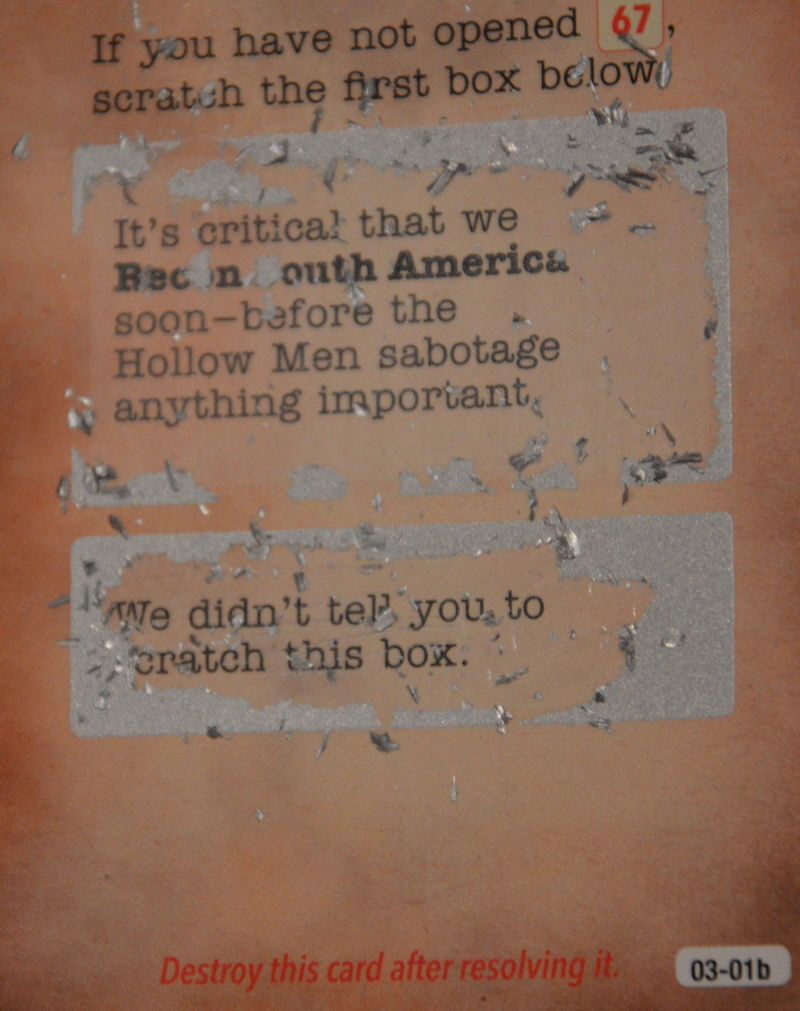 If you have not opened 67,
scratch the first box below
It's critical that we
Recon South America
soon—before the
Hollow Men sabotage
anything important.
We didn't tell you to
scratch this box.
Destroy this card after resolving it.
03-01b